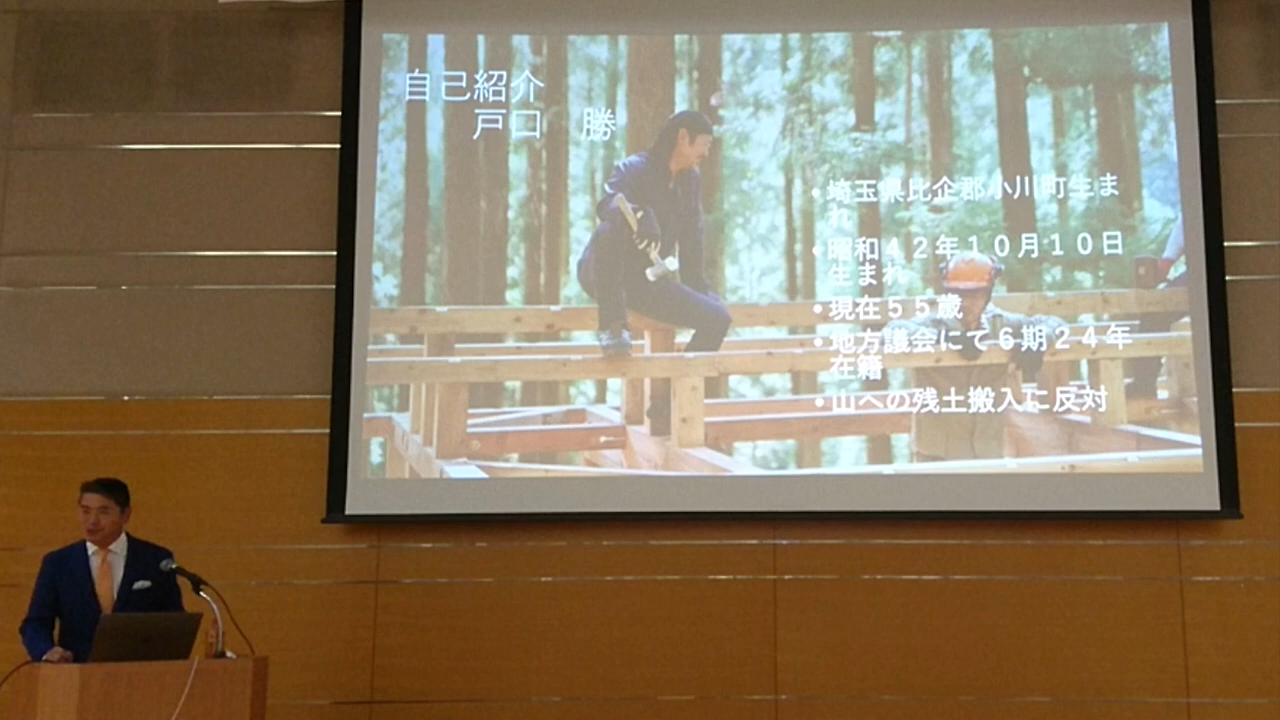 自己紹介
戸口　勝
•埼玉県比企郡小川町生ま
れ
•昭和４２年１０月１０日
生まれ
•現在５５歳
•地方議会にて６期２４年
在籍
•山への残土搬入に反対